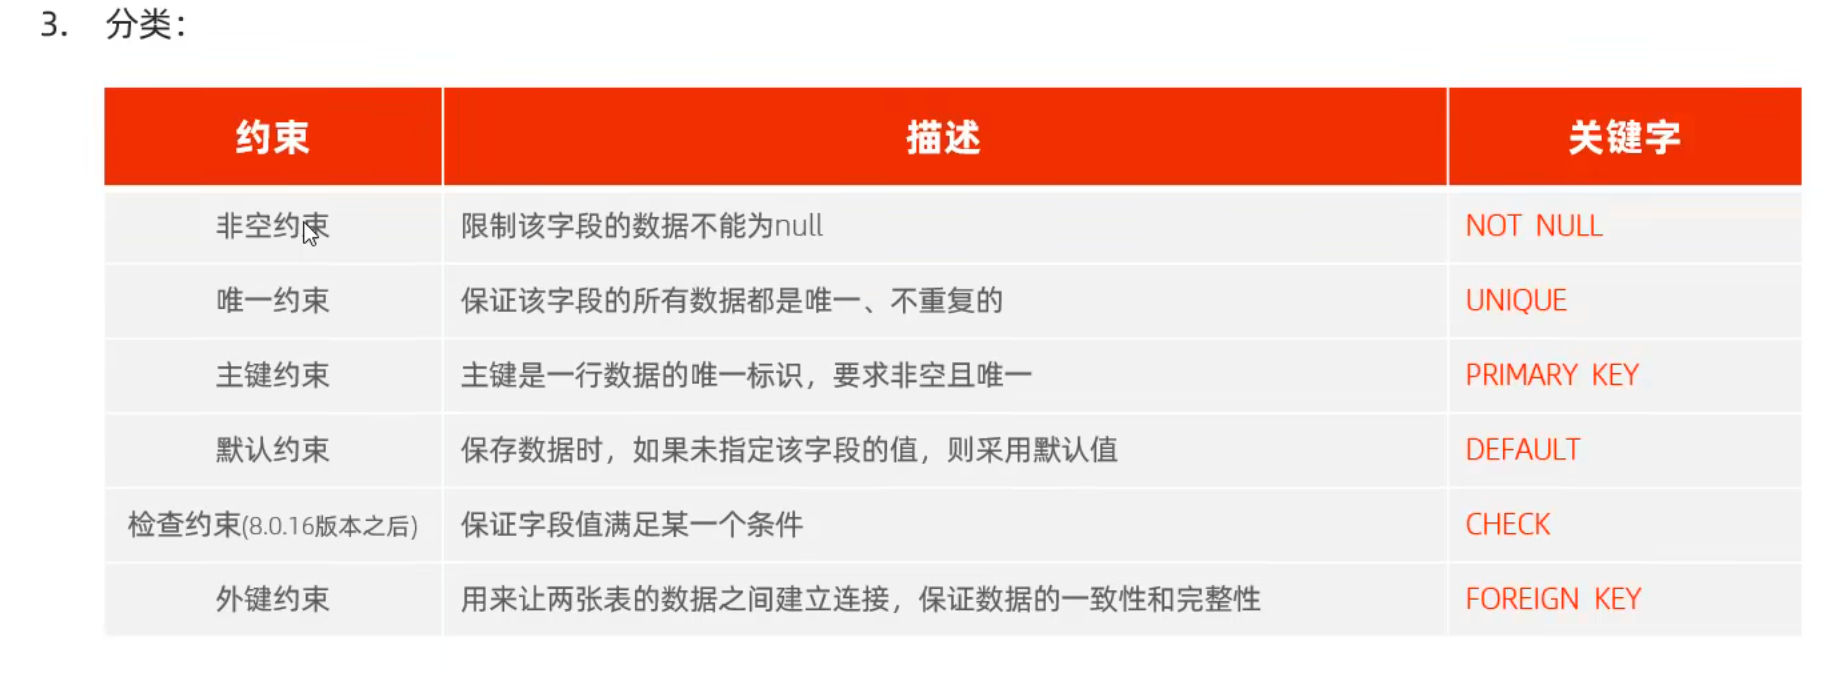 3. 分类：
约束 描述 关键字
非空约束 限制该字段的数据不能为null NOT NULL
唯一约束 保证该字段的所有数据都是唯一、不重复的 UNIQUE
主键约束 主键是一行数据的唯一标识，要求非空且唯一 PRIMARY KEY
默认约束 保存数据时，如果未指定该字段的值，则采用默认值 DEFAULT
检查约束(8.0.16版本之后) 保证字段值满足某一个条件 CHECK
外键约束 用来让两张表的数据之间建立连接，保证数据的一致性和完整性 FOREIGN KEY